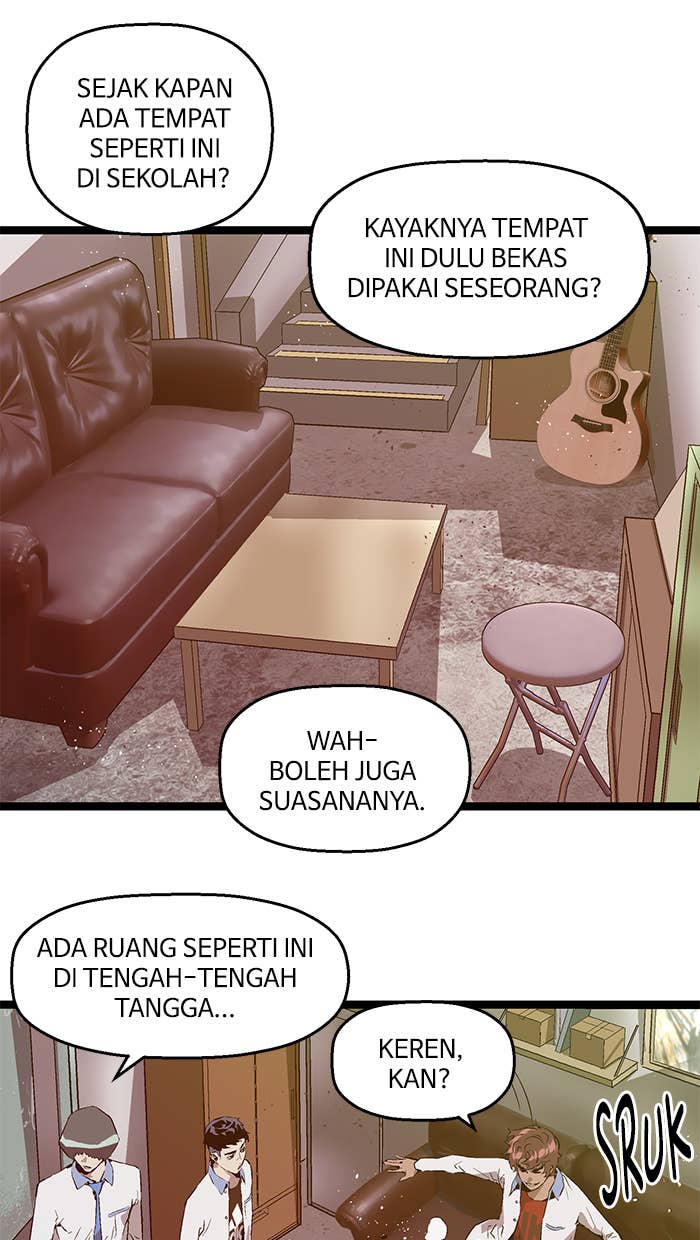 SEJAK KAPAN
ADA TEMPAT
SEPERTI INI
DI SEKOLAH?
KAYAKNYA TEMPAT
INI DULU BEKAS
DIPAKAI SESEORANG?
WAH-
BOLEH JUGA
SUASANANYA.
ADA RUANG SEPERTI INI
DI TENGAH-TENGAH
TANGGA...
KEREN,
KAN?
SRUK